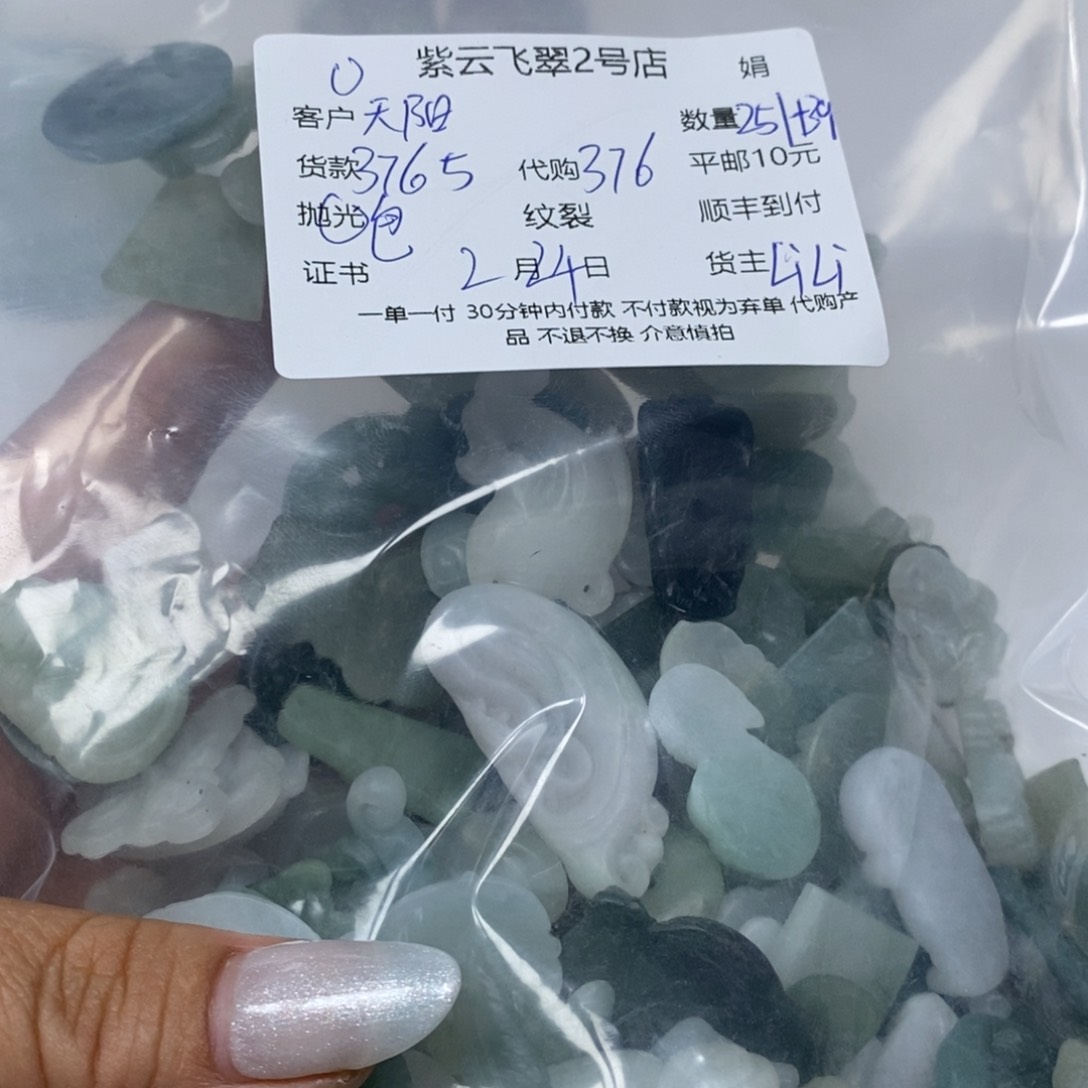 紫云飞翠2号店 娟
客户 天阳 数量 251+39
货款 3765 代购 376 平邮10元
抛光 包 纹裂 顺丰到付
证书 2月24日 货主 LiLi
一单一付 30分钟内付款 不付款视为弃单 代购产
品 不退不换 介意慎拍